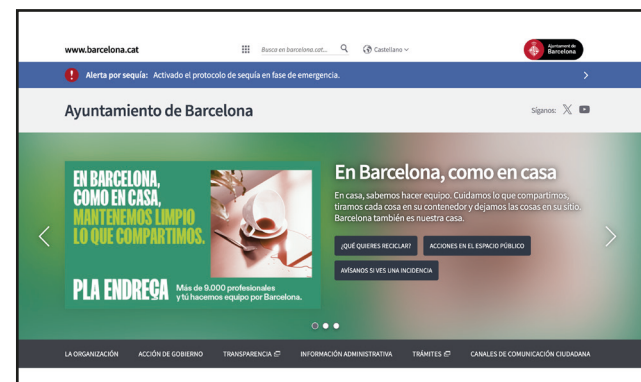 www.barcelona.cat
Busca en barcelona.cat...
Castellano
Ajuntament de
Barcelona
Alerta por sequía: Activado el protocolo de sequía en fase de emergencia.
Ayuntamiento de Barcelona
Síganos:
EN BARCELONA,
COMO EN CASA,
MANTENEMOS LIMPIO
LO QUE COMPARTIMOS.
PLA ENDREÇA
Más de 9.000 profesionales
y tú hacemos equipo por Barcelona.
En Barcelona, como en casa
En casa, sabemos hacer equipo. Cuidamos lo que compartimos,
tiramos cada cosa en su contenedor y dejamos las cosas en su sitio.
Barcelona también es nuestra casa.
¿QUÉ QUIERES RECICLAR?
ACCIONES EN EL ESPACIO PÚBLICO
AVÍSANOS SI VES UNA INCIDENCIA
LA ORGANIZACIÓN
ACCIÓN DE GOBIERNO
TRANSPARENCIA
INFORMACIÓN ADMINISTRATIVA
TRÁMITES
CANALES DE COMUNICACIÓN CIUDADANA